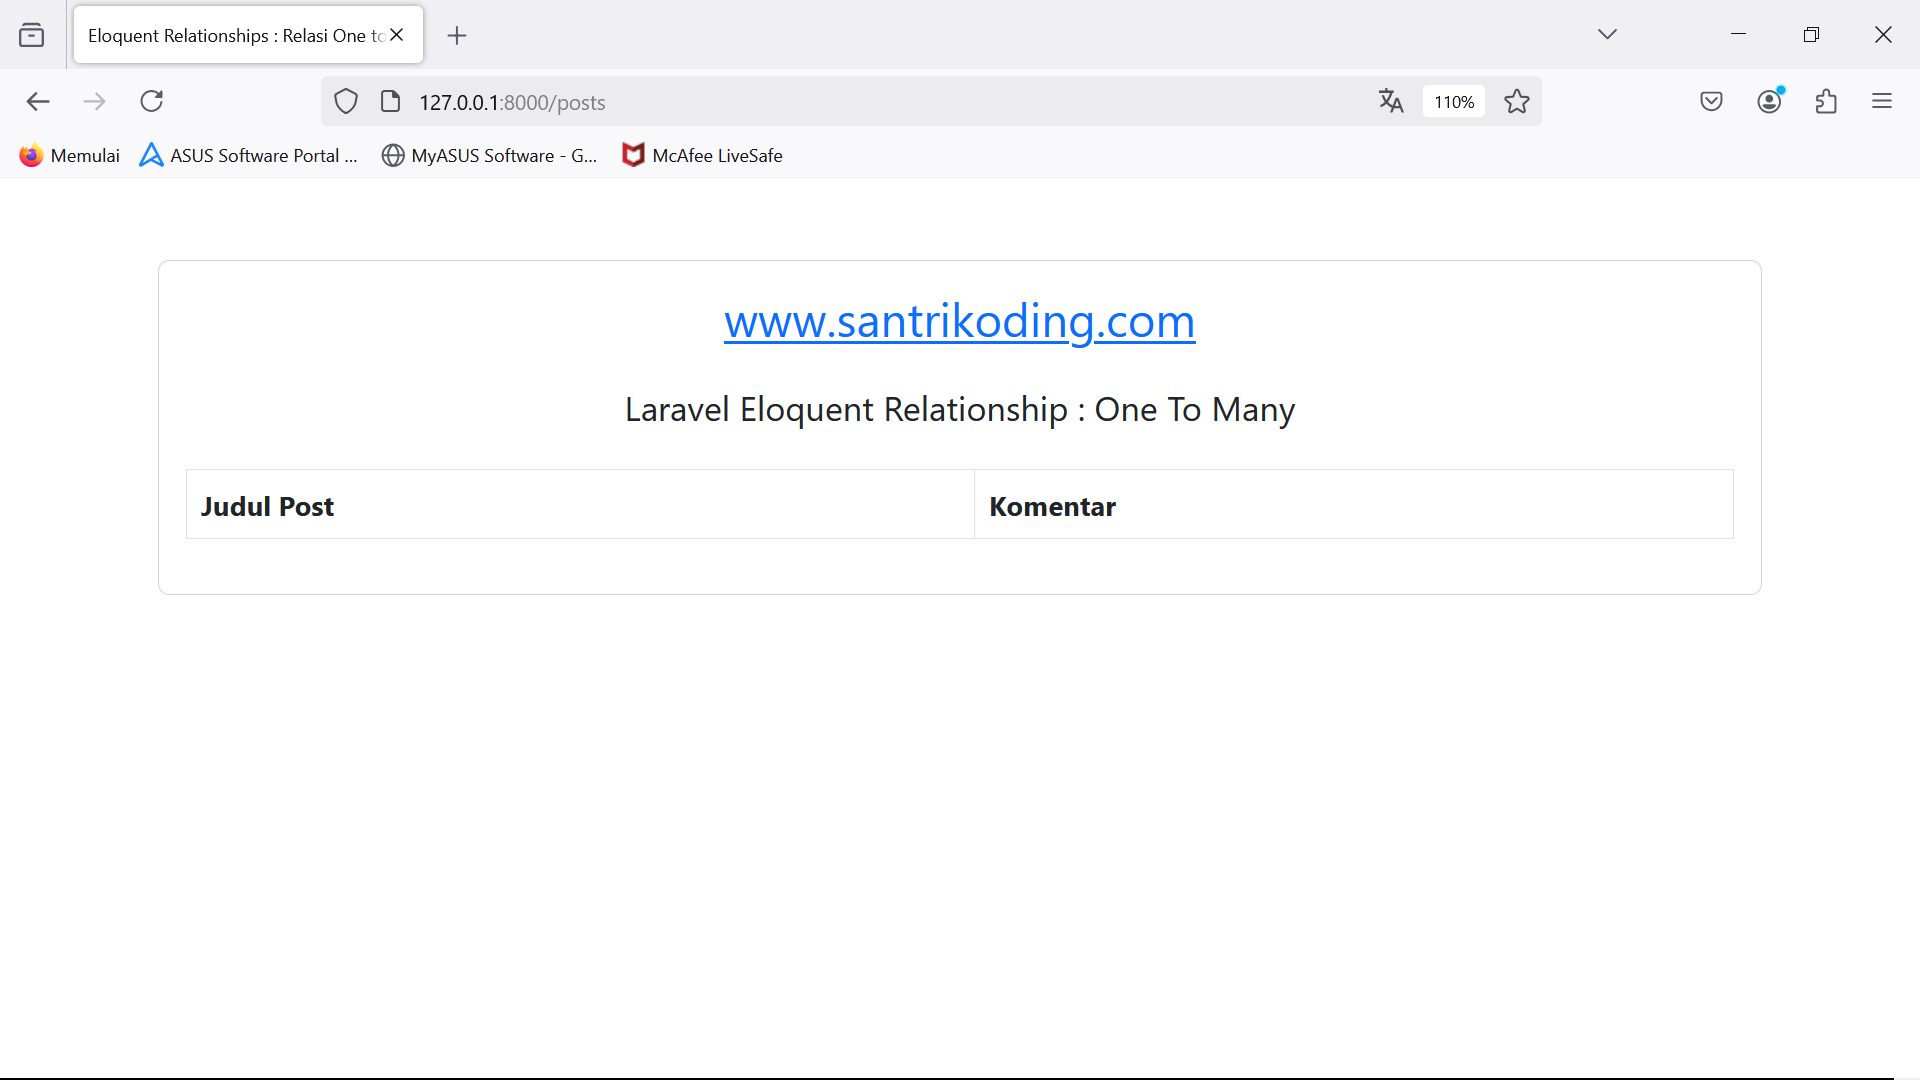 Eloquent Relationships : Relasi One to
127.0.0.1:8000/posts
110%
Memulai
ASUS Software Portal ...
MyASUS Software - G...
McAfee LiveSafe
www.santrikoding.com
Laravel Eloquent Relationship : One To Many
Judul Post
Komentar